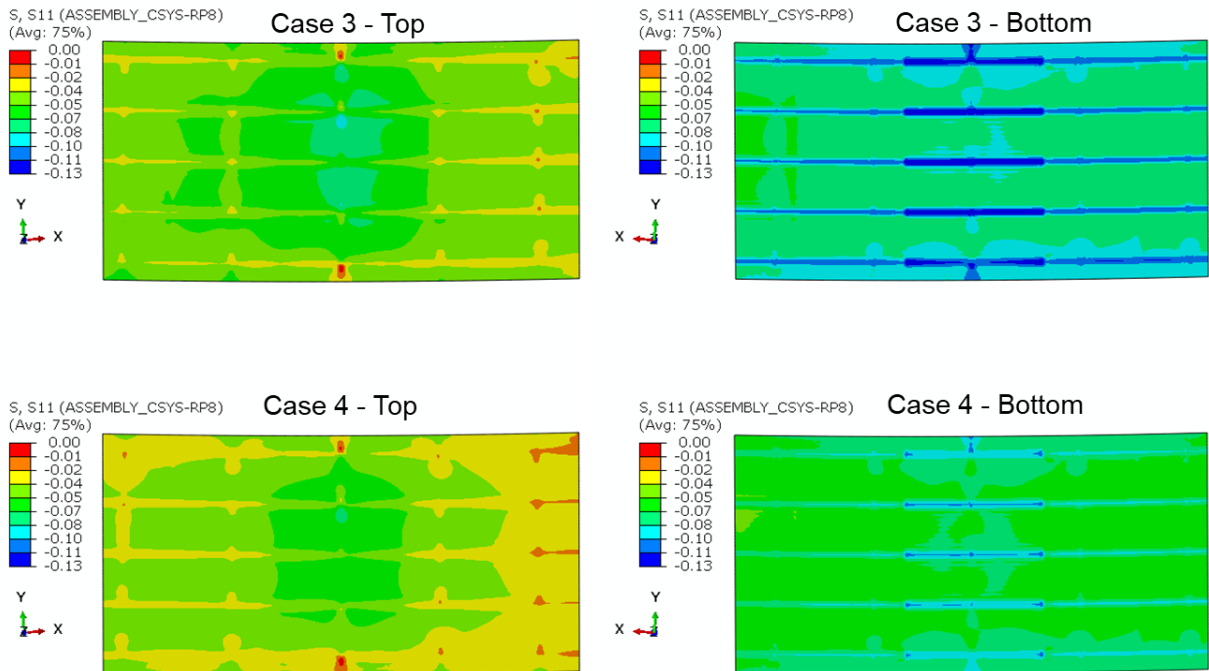 S, S11 (ASSEMBLY_CSYS-RP8)
(Avg: 75%)
Case 3 - Top
0.00
-0.01
-0.02
-0.04
-0.05
-0.07
-0.08
-0.10
-0.11
-0.13
Y
Z
X
S, S11 (ASSEMBLY_CSYS-RP8)
(Avg: 75%)
Case 3 - Bottom
0.00
-0.01
-0.02
-0.04
-0.05
-0.07
-0.08
-0.10
-0.11
-0.13
Y
X
Z
S, S11 (ASSEMBLY_CSYS-RP8)
(Avg: 75%)
Case 4 - Top
0.00
-0.01
-0.02
-0.04
-0.05
-0.07
-0.08
-0.10
-0.11
-0.13
Y
Z
X
S, S11 (ASSEMBLY_CSYS-RP8)
(Avg: 75%)
Case 4 - Bottom
0.00
-0.01
-0.02
-0.04
-0.05
-0.07
-0.08
-0.10
-0.11
-0.13
Y
X
Z